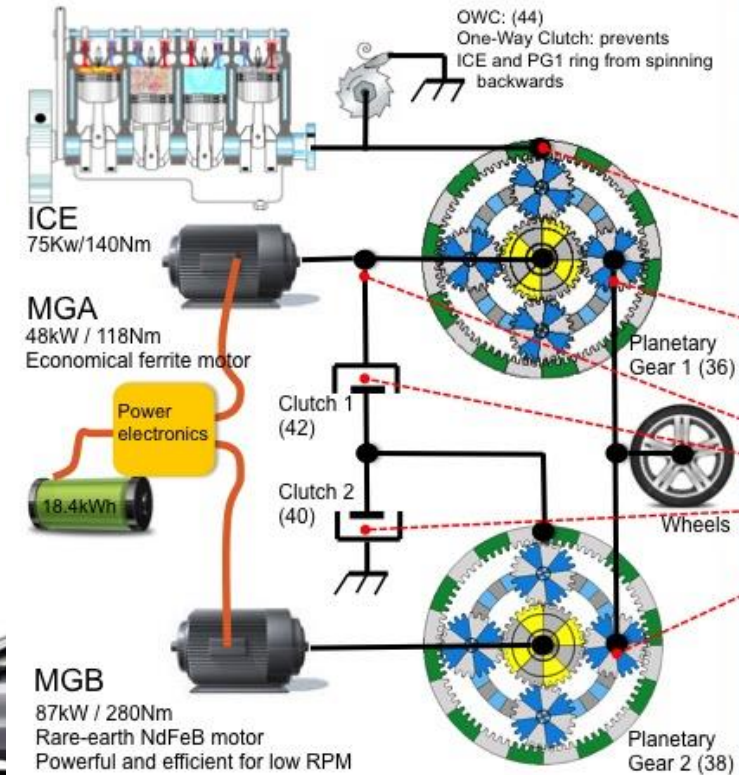 OWC: (44)
One-Way Clutch: prevents
ICE and PG1 ring from spinning
backwards
ICE
75Kw/140Nm
MGA
48kW / 118Nm
Economical ferrite motor
Planetary
Gear 1 (36)
Power
electronics
Clutch 1
(42)
18.4kWh
Clutch 2
(40)
Wheels
MGB
87kW / 280Nm
Rare-earth NdFeB motor
Powerful and efficient for low RPM
Planetary
Gear 2 (38)